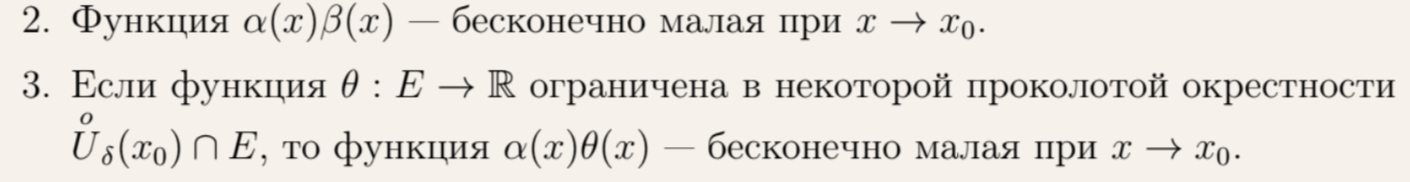 2. Функция α(x)β(x) — бесконечно малая при x → x₀.
3. Если функция θ : E → ℝ ограничена в некоторой проколотой окрестности
Ů_δ(x₀) ∩ E, то функция α(x)θ(x) — бесконечно малая при x → x₀.